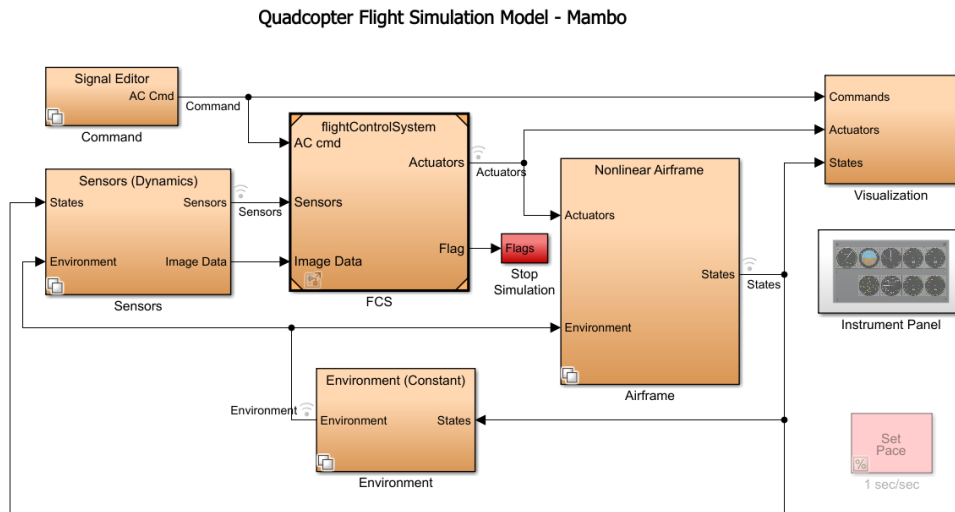 Quadcopter Flight Simulation Model - Mambo
Signal Editor
AC Cmd
Command
Command
flightControlSystem
AC cmd
Actuators
Sensors
Flag
Image Data
FCS
Actuators
Commands
Actuators
States
Visualization
Sensors (Dynamics)
States
Sensors
Environment
Image Data
Sensors
Sensors
Flags
Stop
Simulation
Nonlinear Airframe
Actuators
States
Environment
Airframe
States
Instrument Panel
Environment (Constant)
Environment
States
Environment
Environment
Set
Pace
%
1 sec/sec